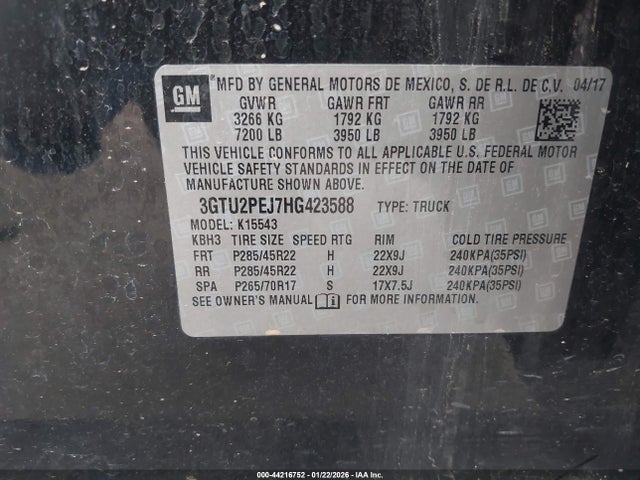 GM
MFD BY GENERAL MOTORS DE MEXICO, S. DE R.L. DE C.V. 04/17
GVWR GAWR FRT GAWR RR
3266 KG 1792 KG 1792 KG
7200 LB 3950 LB 3950 LB
THIS VEHICLE CONFORMS TO ALL APPLICABLE U.S. FEDERAL MOTOR
VEHICLE SAFETY STANDARDS IN EFFECT ON THE DATE OF
MANUFACTURE SHOWN ABOVE.
3GTU2PEJ7HG423588 TYPE: TRUCK
MODEL: K15543
KBH3 TIRE SIZE SPEED RTG RIM COLD TIRE PRESSURE
FRT P285/45R22 H 22X9J 240KPA(35PSI)
RR P285/45R22 H 22X9J 240KPA(35PSI)
SPA P265/70R17 S 17X7.5J 240KPA(35PSI)
SEE OWNER'S MANUAL FOR MORE INFORMATION.
000-44216752 - 01/22/2026 - IAA Inc.